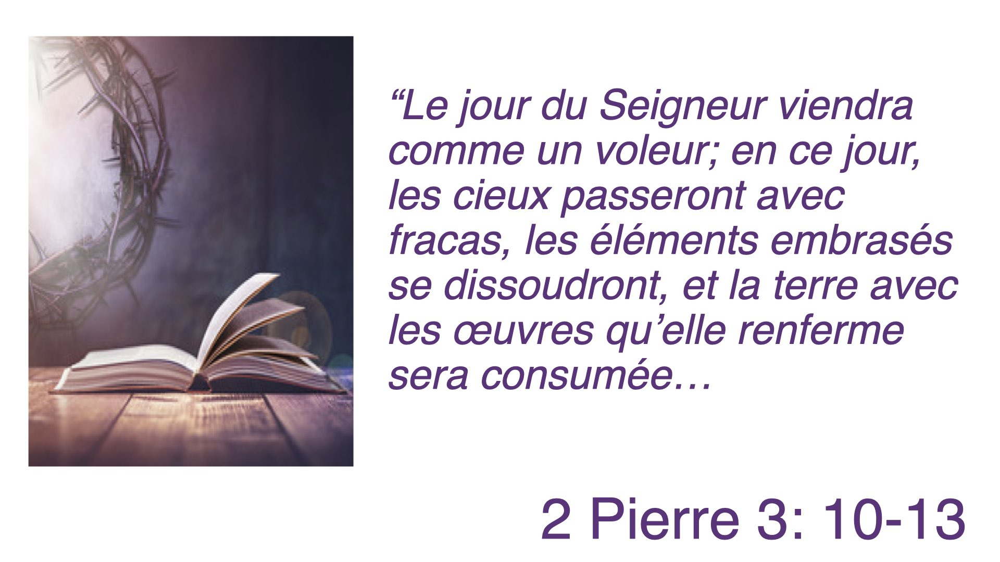 “Le jour du Seigneur viendra
comme un voleur; en ce jour,
les cieux passeront avec
fracas, les éléments embrasés
se dissoudront, et la terre avec
les œuvres qu’elle renferme
sera consumée…
2 Pierre 3: 10-13